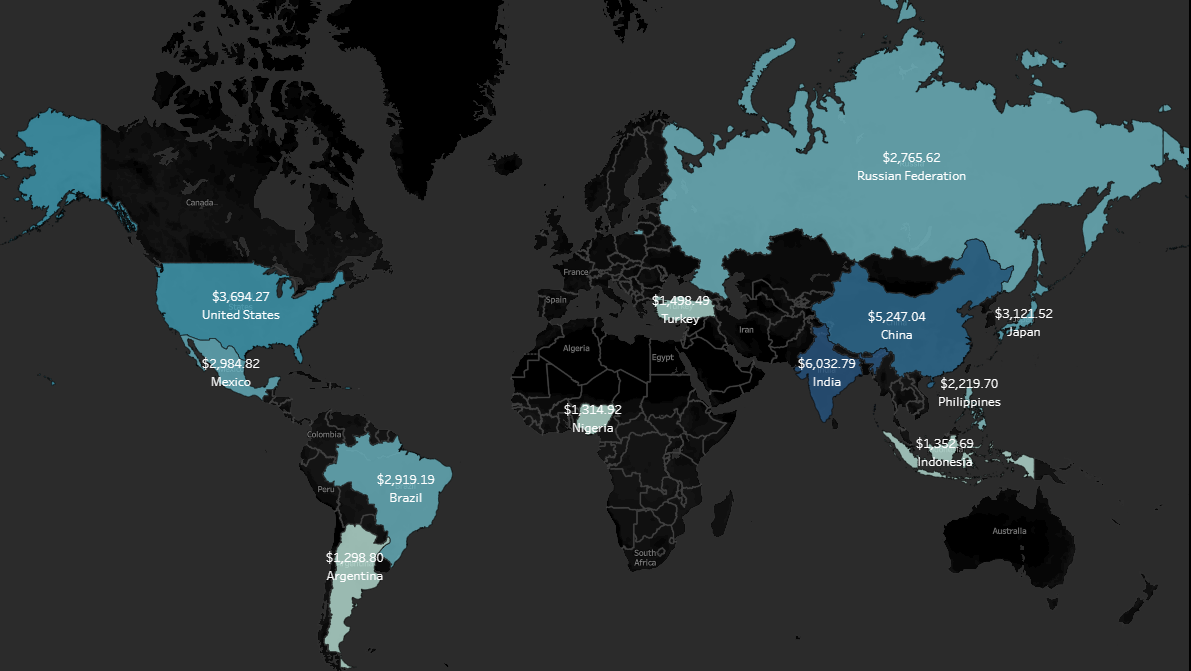 $2,765.62
Russian Federation
Canada
France
Spain
$3,694.27
United States
$1,498.49
Turkey
$5,247.04
China
$3,121.52
Japan
Iran
Algeria
Egypt
$2,984.82
Mexico
$6,032.79
India
$2,219.70
Philippines
$1,314.92
Nigeria
Colombia
$1,352.69
Indonesia
Peru
$2,919.19
Brazil
Australia
$1,298.80
Argentina
South
Africa